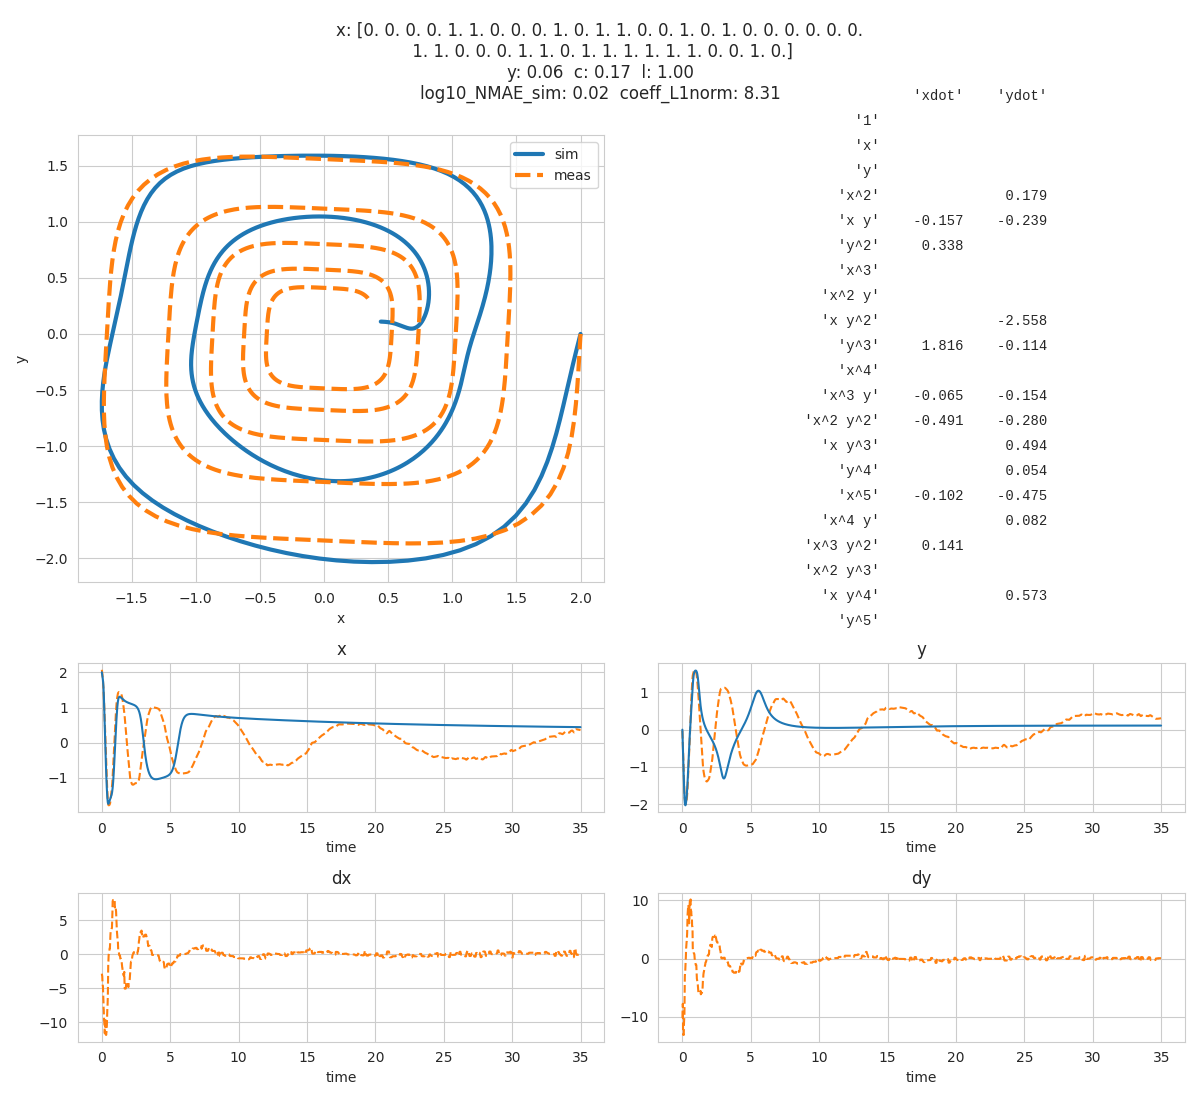 x: [0. 0. 0. 0. 1. 1. 0. 0. 0. 1. 0. 1. 1. 0. 0. 1. 0. 1. 0. 0. 0. 0. 0. 0.
1. 1. 0. 0. 0. 1. 1. 0. 1. 1. 1. 1. 1. 1. 0. 0. 1. 0.]
y: 0.06 c: 0.17 l: 1.00
log10_NMAE_sim: 0.02 coeff_L1norm: 8.31
'xdot' 'ydot'
'1'
'x'
'y'
'x^2' 0.179
'x y' -0.157 -0.239
'y^2' 0.338
'x^3'
'x^2 y'
'x y^2' -2.558
'y^3' 1.816 -0.114
'x^4'
'x^3 y' -0.065 -0.154
'x^2 y^2' -0.491 -0.280
'x y^3' 0.494
'y^4' 0.054
'x^5' -0.102 -0.475
'x^4 y' 0.082
'x^3 y^2' 0.141
'x^2 y^3'
'x y^4' 0.573
'y^5'
sim
meas
1.5
1.0
0.5
0.0
−0.5
−1.0
−1.5
−2.0
y
−1.5 −1.0 −0.5 0.0 0.5 1.0 1.5 2.0
x
x
2
1
0
−1
0 5 10 15 20 25 30 35
time
y
1
0
−1
−2
0 5 10 15 20 25 30 35
time
dx
5
0
−5
−10
0 5 10 15 20 25 30 35
time
dy
10
0
−10
0 5 10 15 20 25 30 35
time